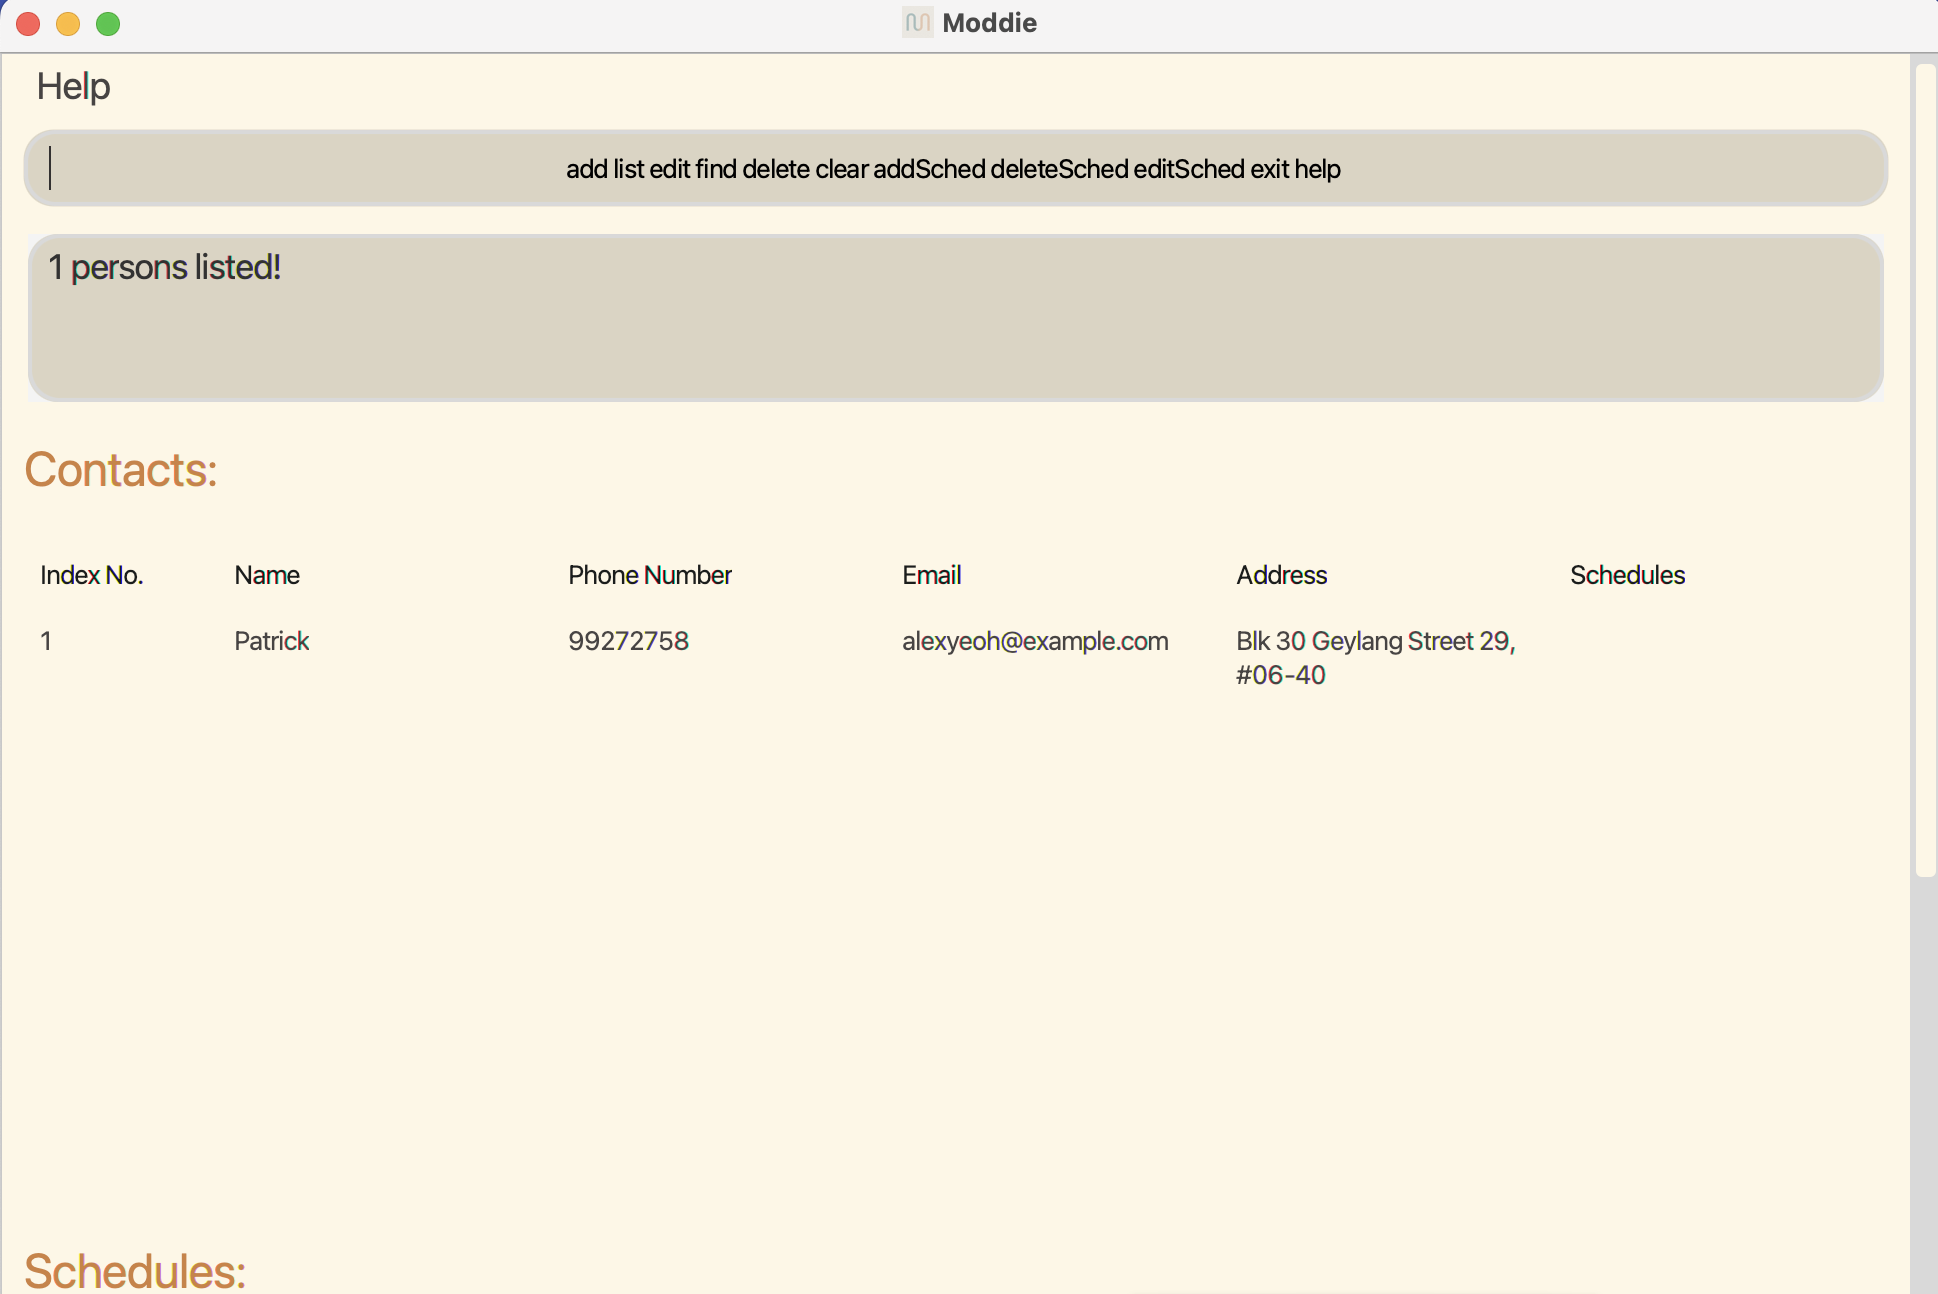 Moddie
Help
add list edit find delete clear addSched deleteSched editSched exit help
1 persons listed!
Contacts:
Index No. Name Phone Number Email Address Schedules
1 Patrick 99272758 alexyeoh@example.com Blk 30 Geylang Street 29,
#06-40
Schedules: